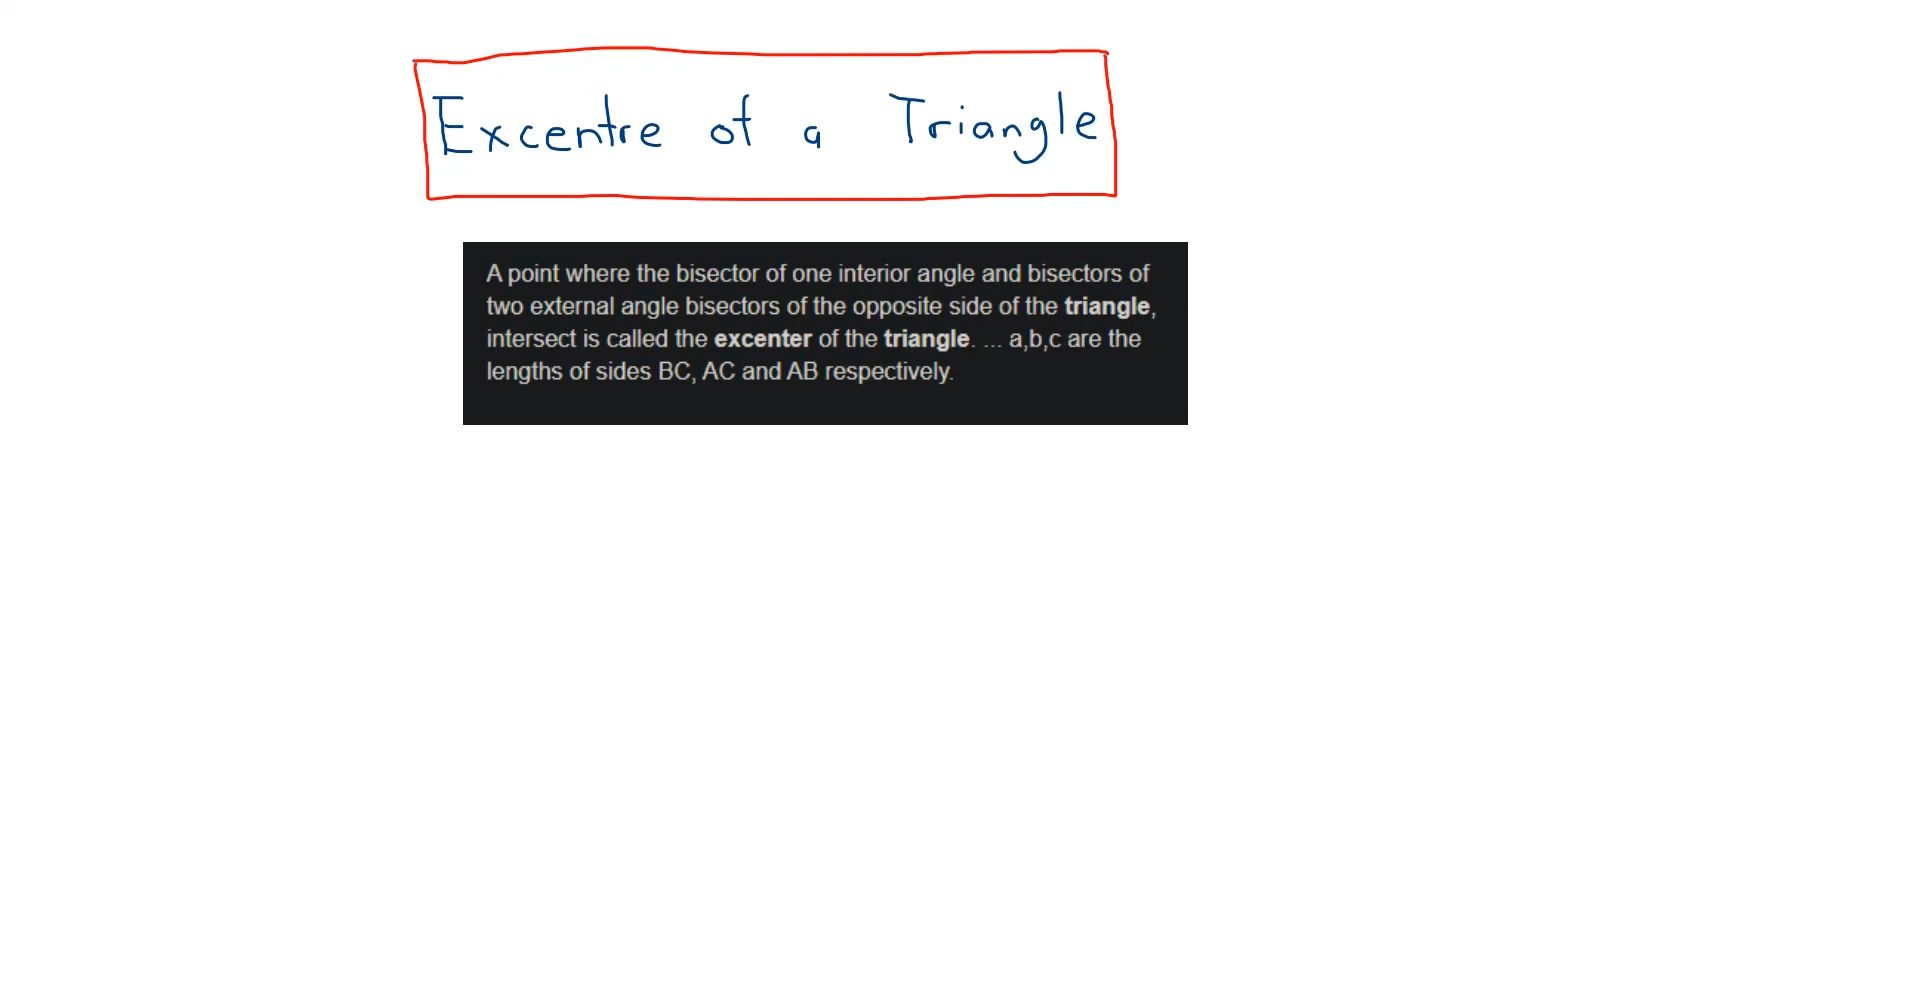 Excentre of a Triangle
A point where the bisector of one interior angle and bisectors of
two external angle bisectors of the opposite side of the triangle,
intersect is called the excenter of the triangle. ... a,b,c are the
lengths of sides BC, AC and AB respectively.